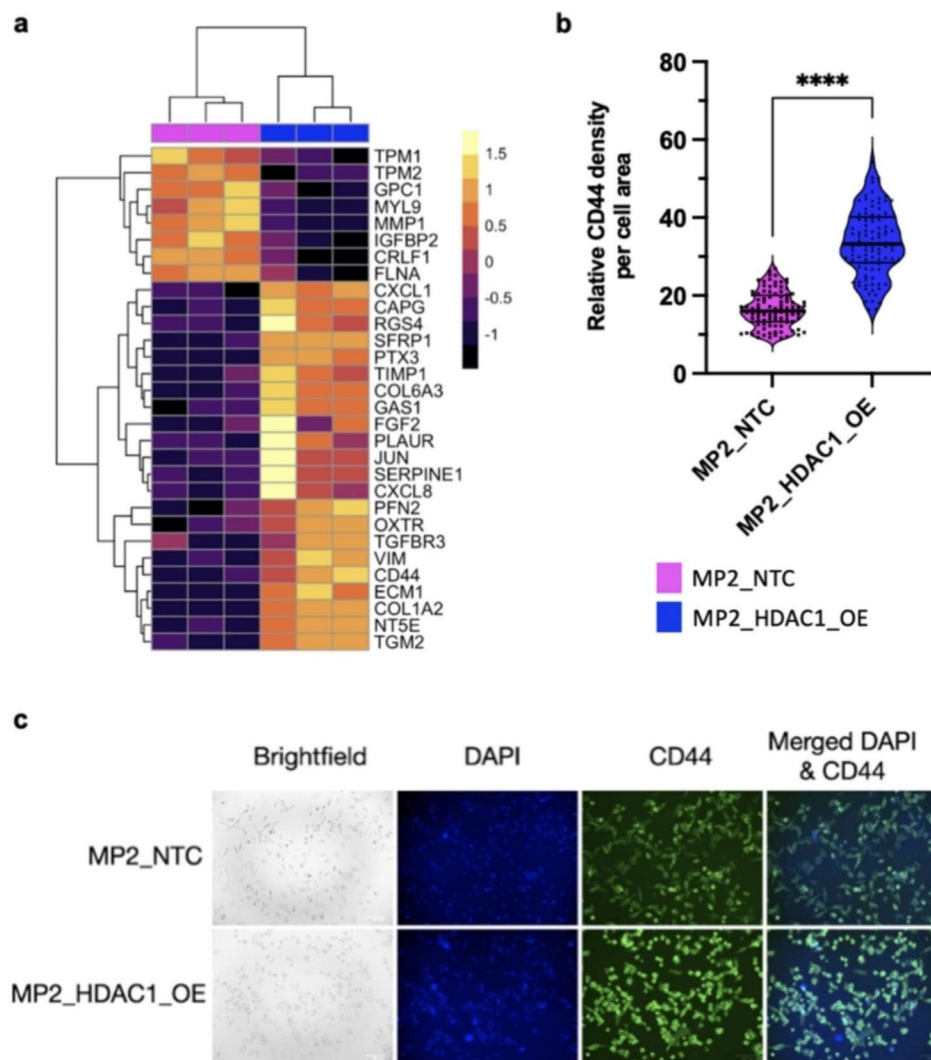 a
TPM1
TPM2
GPC1
MYL9
MMP1
IGFBP2
CRLF1
FLNA
CXCL1
CAPG
RGS4
SFRP1
PTX3
TIMP1
COL6A3
GAS1
FGF2
PLAUR
JUN
SERPINE1
CXCL8
PFN2
OXTR
TGFBR3
VIM
CD44
ECM1
COL1A2
NT5E
TGM2
1.5
1
0.5
0
-0.5
-1
b
Relative CD44 density
per cell area
80
60
40
20
0
****
MP2_NTC
MP2_HDAC1_OE
MP2_NTC
MP2_HDAC1_OE
c
Brightfield
DAPI
CD44
Merged DAPI
& CD44
MP2_NTC
MP2_HDAC1_OE